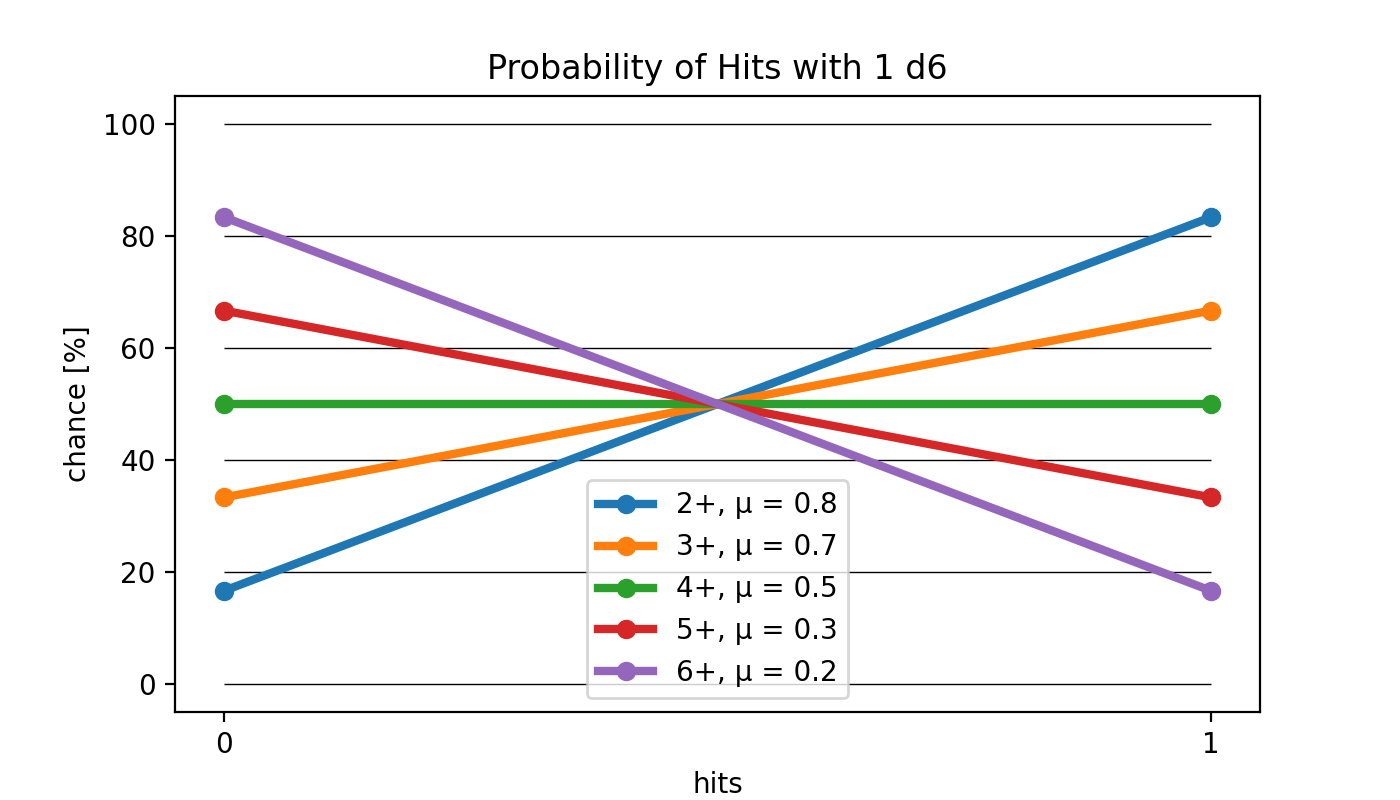 Probability of Hits with 1 d6
100
80
60
40
20
0
chance [%]
2+, μ = 0.8
3+, μ = 0.7
4+, μ = 0.5
5+, μ = 0.3
6+, μ = 0.2
0 1
hits